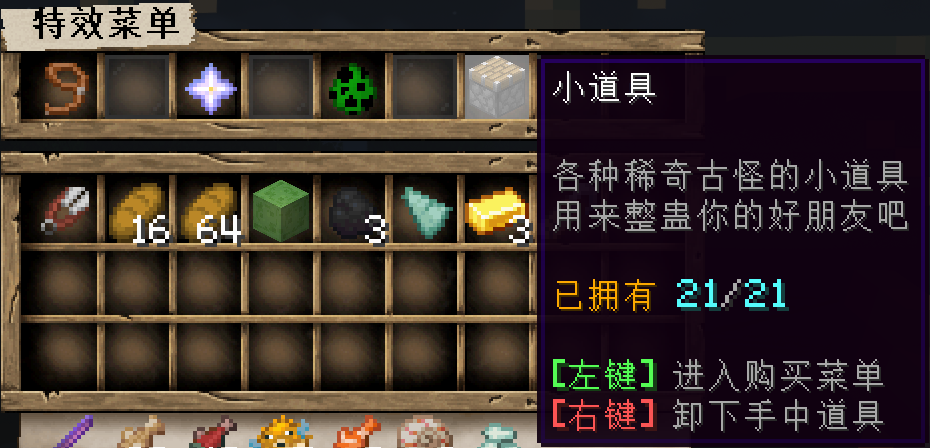 特效菜单
小道具
各种稀奇古怪的小道具
用来整蛊你的好朋友吧
已拥有 21/21
[左键] 进入购买菜单
[右键] 卸下手中道具
16 64 3 3